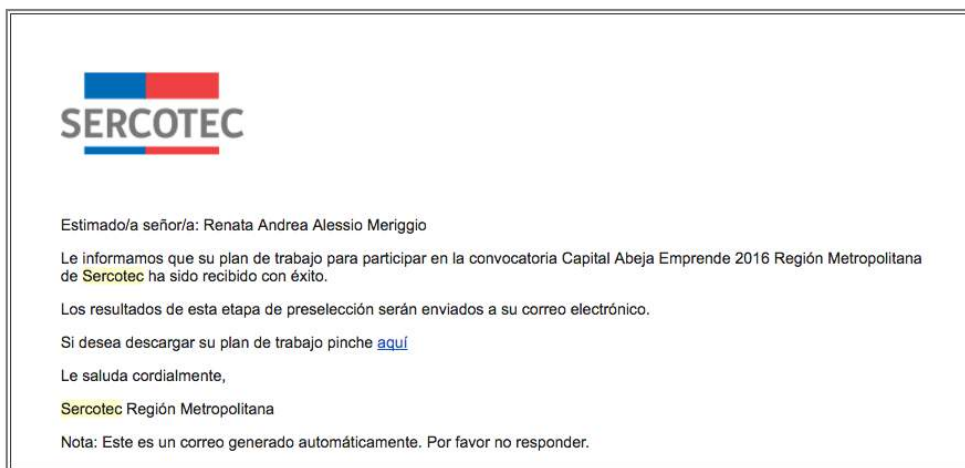 SERCOTEC
Estimado/a señor/a: Renata Andrea Alessio Meriggio
Le informamos que su plan de trabajo para participar en la convocatoria Capital Abeja Emprende 2016 Región Metropolitana
de Sercotec ha sido recibido con éxito.
Los resultados de esta etapa de preselección serán enviados a su correo electrónico.
Si desea descargar su plan de trabajo pinche aquí
Le saluda cordialmente,
Sercotec Región Metropolitana
Nota: Este es un correo generado automáticamente. Por favor no responder.